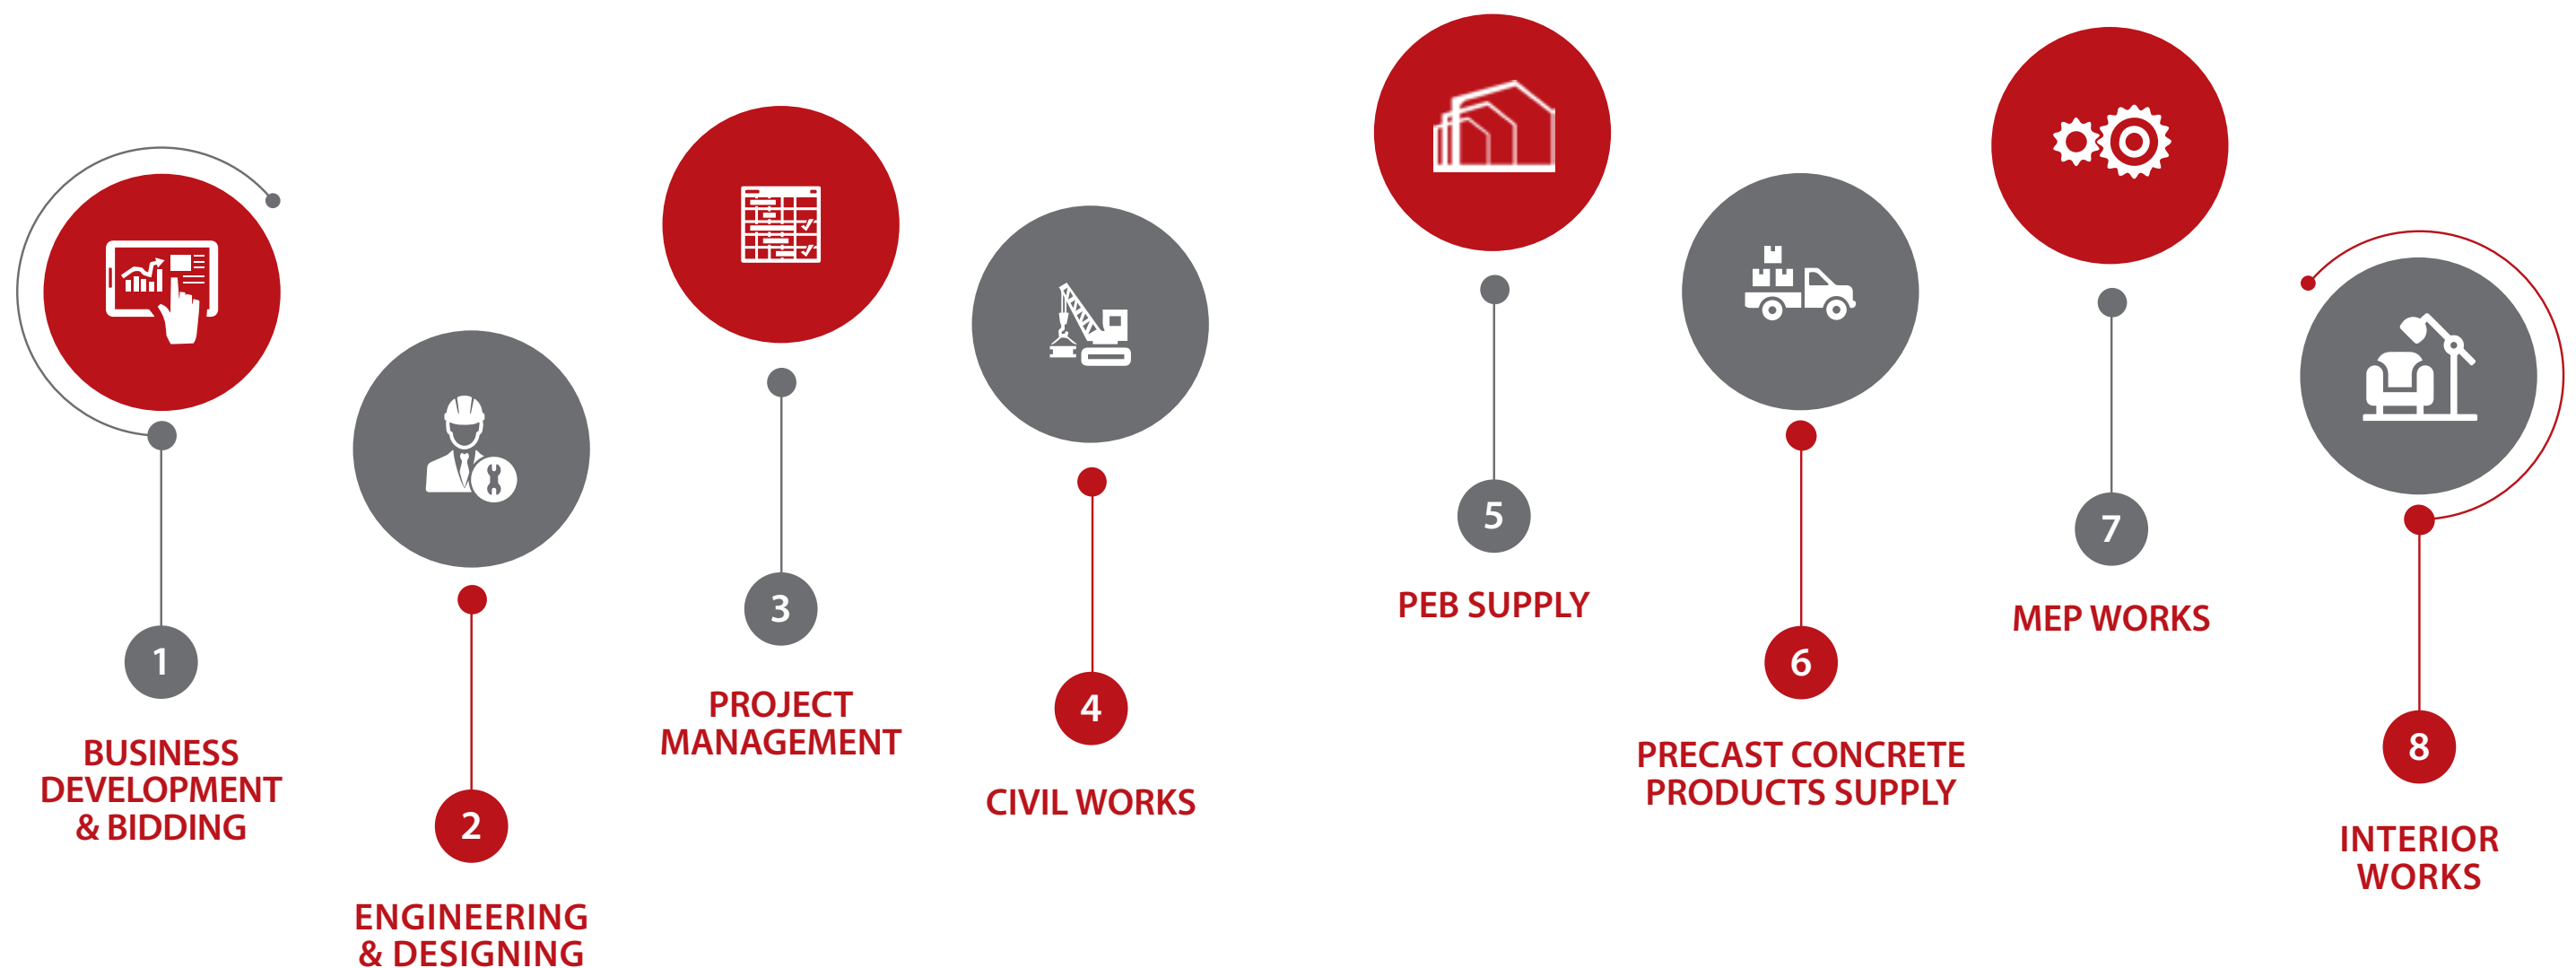 1
BUSINESS
DEVELOPMENT
& BIDDING
2
ENGINEERING
& DESIGNING
3
PROJECT
MANAGEMENT
4
CIVIL WORKS
5
PEB SUPPLY
6
PRECAST CONCRETE
PRODUCTS SUPPLY
7
MEP WORKS
8
INTERIOR
WORKS